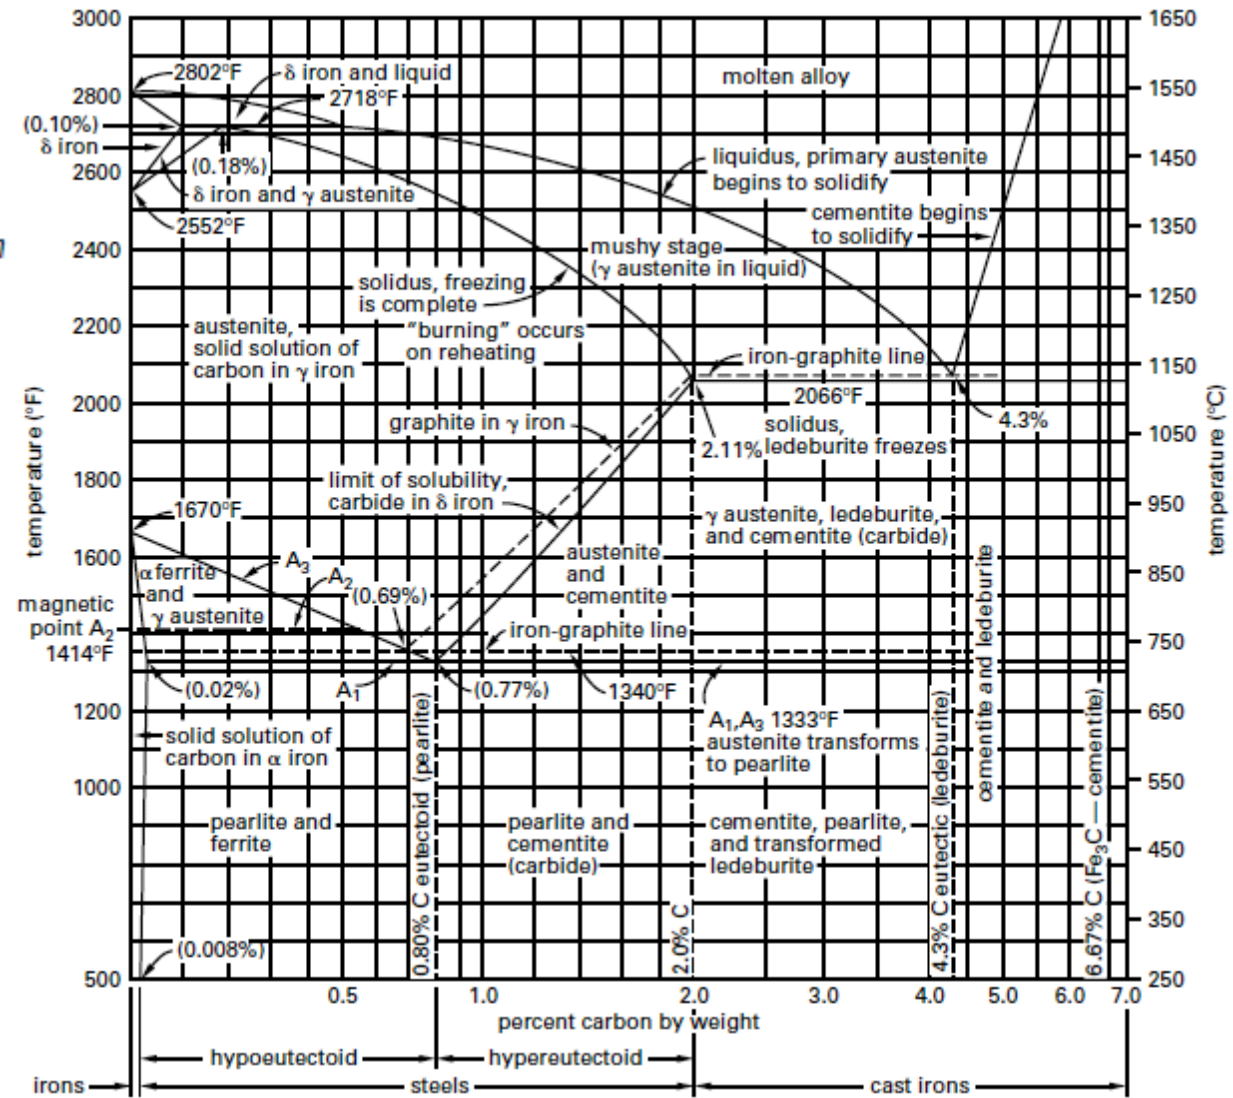 3000
1650
2802°F
δ iron and liquid
molten alloy
2800
2718°F
1550
(0.10%)
δ iron
(0.18%)
liquidus, primary austenite
begins to solidify
1450
2600
δ iron and γ austenite
2552°F
cementite begins
to solidify
1350
2400
mushy stage
(γ austenite in liquid)
solidus, freezing
is complete
1250
2200
austenite,
solid solution of
carbon in γ iron
"burning" occurs
on reheating
iron-graphite line
1150
2000
2066°F
4.3%
graphite in γ iron
2.11%
solidus,
ledeburite freezes
1050
1800
limit of solubility,
carbide in δ iron
1670°F
γ austenite, ledeburite,
and cementite (carbide)
950
1600
A3
α ferrite
and
γ austenite
A2
(0.69%)
austenite
and
cementite
850
magnetic
point A2
1414°F
iron-graphite line
750
(0.02%)
A1
(0.77%)
1340°F
1200
A1,A3 1333°F
austenite transforms
to pearlite
650
solid solution of
carbon in α iron
1000
550
pearlite and
ferrite
pearlite and
cementite
(carbide)
cementite, pearlite,
and transformed
ledeburite
450
350
(0.008%)
500
250
0.80% C eutectoid (pearlite)
2.0% C
4.3% C eutectic (ledeburite)
cementite and ledeburite
6.67% C (Fe3C — cementite)
temperature (°F)
temperature (°C)
0.5 1.0 2.0 3.0 4.0 5.0 6.0 7.0
percent carbon by weight
hypoeutectoid hypereutectoid
irons steels cast irons